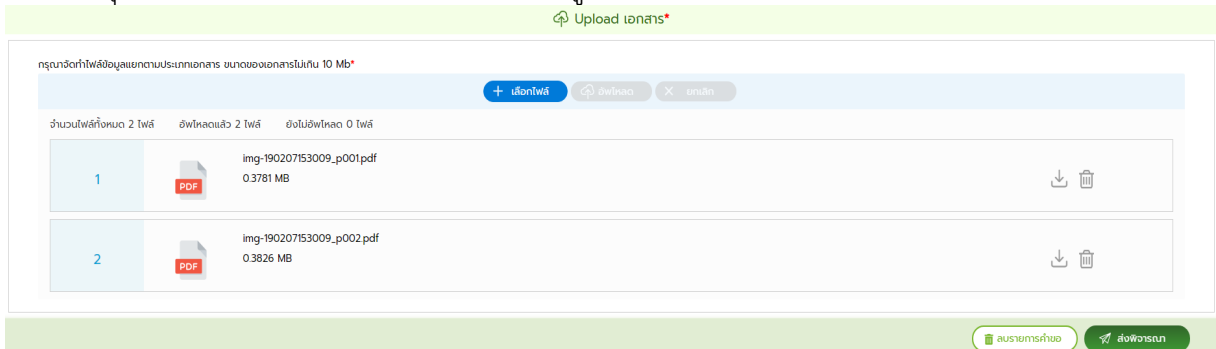 Upload เอกสาร*
กรุณาจัดทำไฟล์ข้อมูลแยกตามประเภทเอกสาร ขนาดของเอกสารไม่เกิน 10 Mb*
+ เลือกไฟล์ อัพโหลด X ยกเลิก
จำนวนไฟล์ทั้งหมด 2 ไฟล์ อัพโหลดแล้ว 2 ไฟล์ ยังไม่อัพโหลด 0 ไฟล์
1
PDF
img-190207153009_p001.pdf
0.3781 MB
2
PDF
img-190207153009_p002.pdf
0.3826 MB
ลบรายการคำขอ ส่งพิจารณา